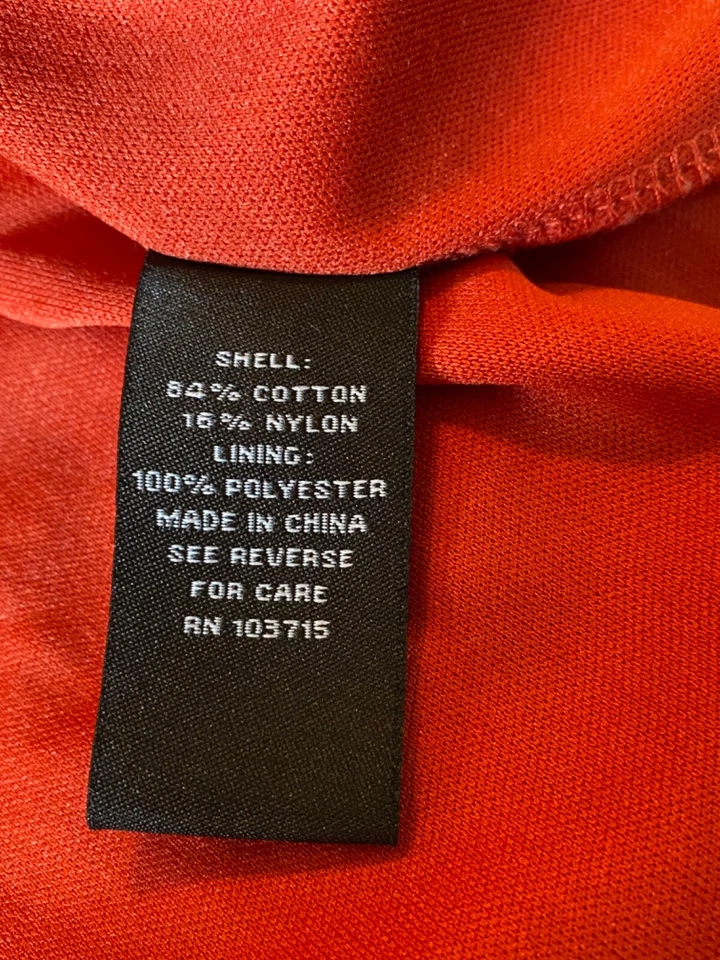 SHELL:
84% COTTON
16% NYLON
LINING:
100% POLYESTER
MADE IN CHINA
SEE REVERSE
FOR CARE
RN 103715